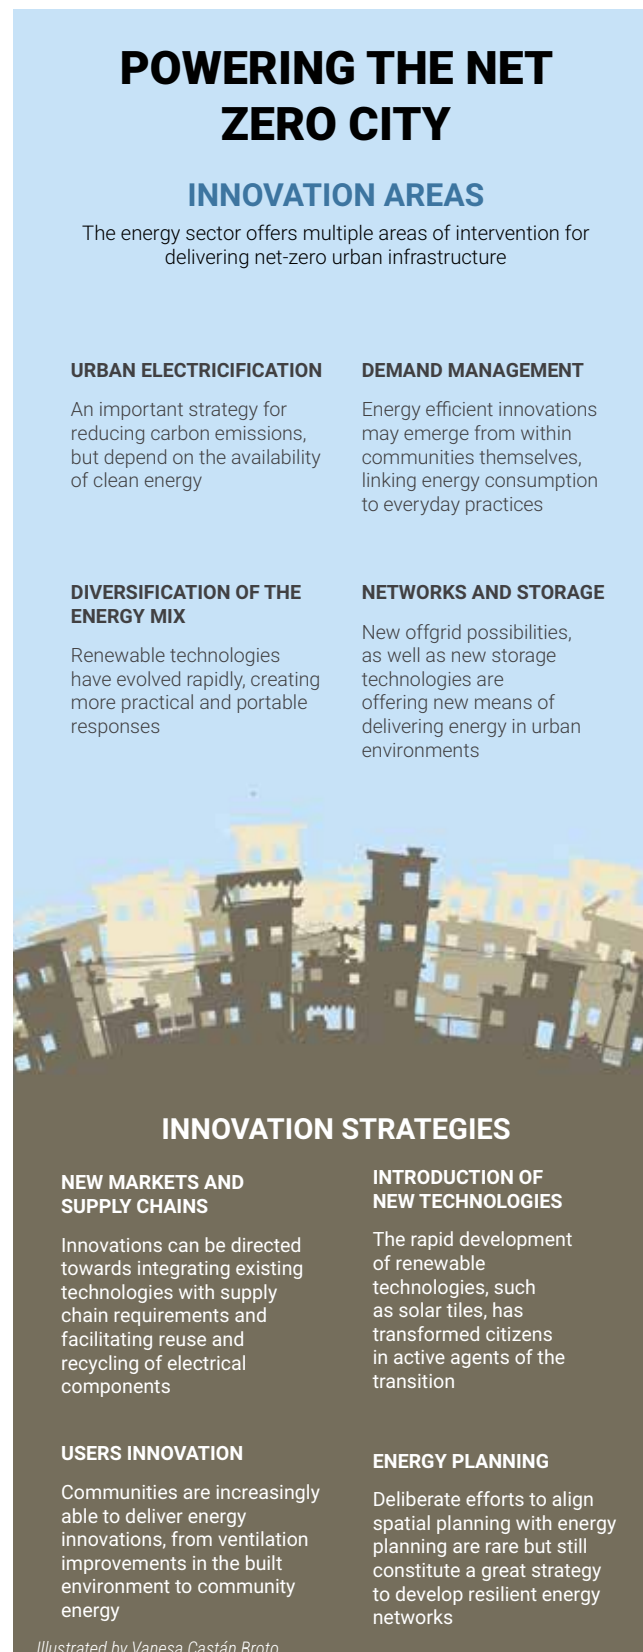 POWERING THE NET
ZERO CITY
INNOVATION AREAS
The energy sector offers multiple areas of intervention for
delivering net-zero urban infrastructure
URBAN ELECTRICIFICATION
An important strategy for
reducing carbon emissions,
but depend on the availability
of clean energy
DEMAND MANAGEMENT
Energy efficient innovations
may emerge from within
communities themselves,
linking energy consumption
to everyday practices
DIVERSIFICATION OF THE
ENERGY MIX
Renewable technologies
have evolved rapidly, creating
more practical and portable
responses
NETWORKS AND STORAGE
New offgrid possibilities,
as well as new storage
technologies are
offering new means of
delivering energy in urban
environments
INNOVATION STRATEGIES
NEW MARKETS AND
SUPPLY CHAINS
Innovations can be directed
towards integrating existing
technologies with supply
chain requirements and
facilitating reuse and
recycling of electrical
components
INTRODUCTION OF
NEW TECHNOLOGIES
The rapid development
of renewable
technologies, such
as solar tiles, has
transformed citizens
in active agents of the
transition
USERS INNOVATION
Communities are increasingly
able to deliver energy
innovations, from ventilation
improvements in the built
environment to community
energy
ENERGY PLANNING
Deliberate efforts to align
spatial planning with energy
planning are rare but still
constitute a great strategy
to develop resilient energy
networks
Illustrated by Vanesa Castán Broto